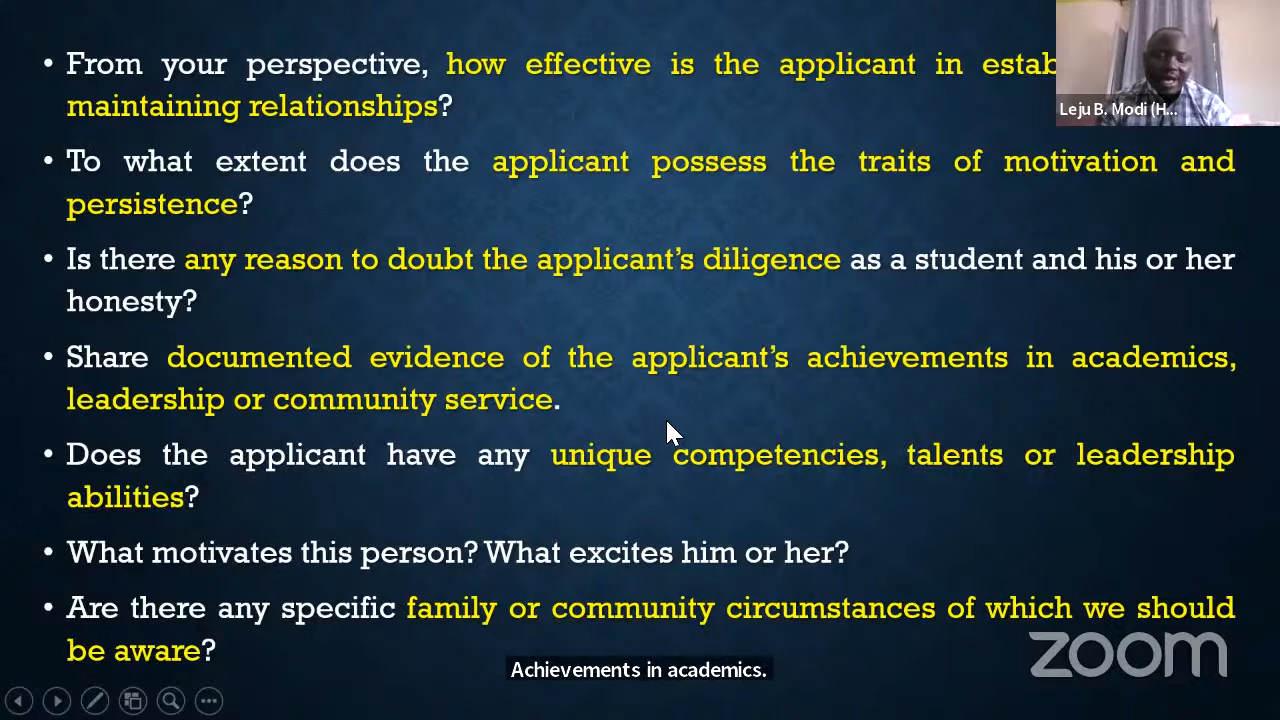 • From your perspective, how effective is the applicant in estab
maintaining relationships?
• To what extent does the applicant possess the traits of motivation and
persistence?
• Is there any reason to doubt the applicant's diligence as a student and his or her
honesty?
• Share documented evidence of the applicant's achievements in academics,
leadership or community service.
• Does the applicant have any unique competencies, talents or leadership
abilities?
• What motivates this person? What excites him or her?
• Are there any specific family or community circumstances of which we should
be aware?
Leju B. Modi (H...
Achievements in academics.
zoom